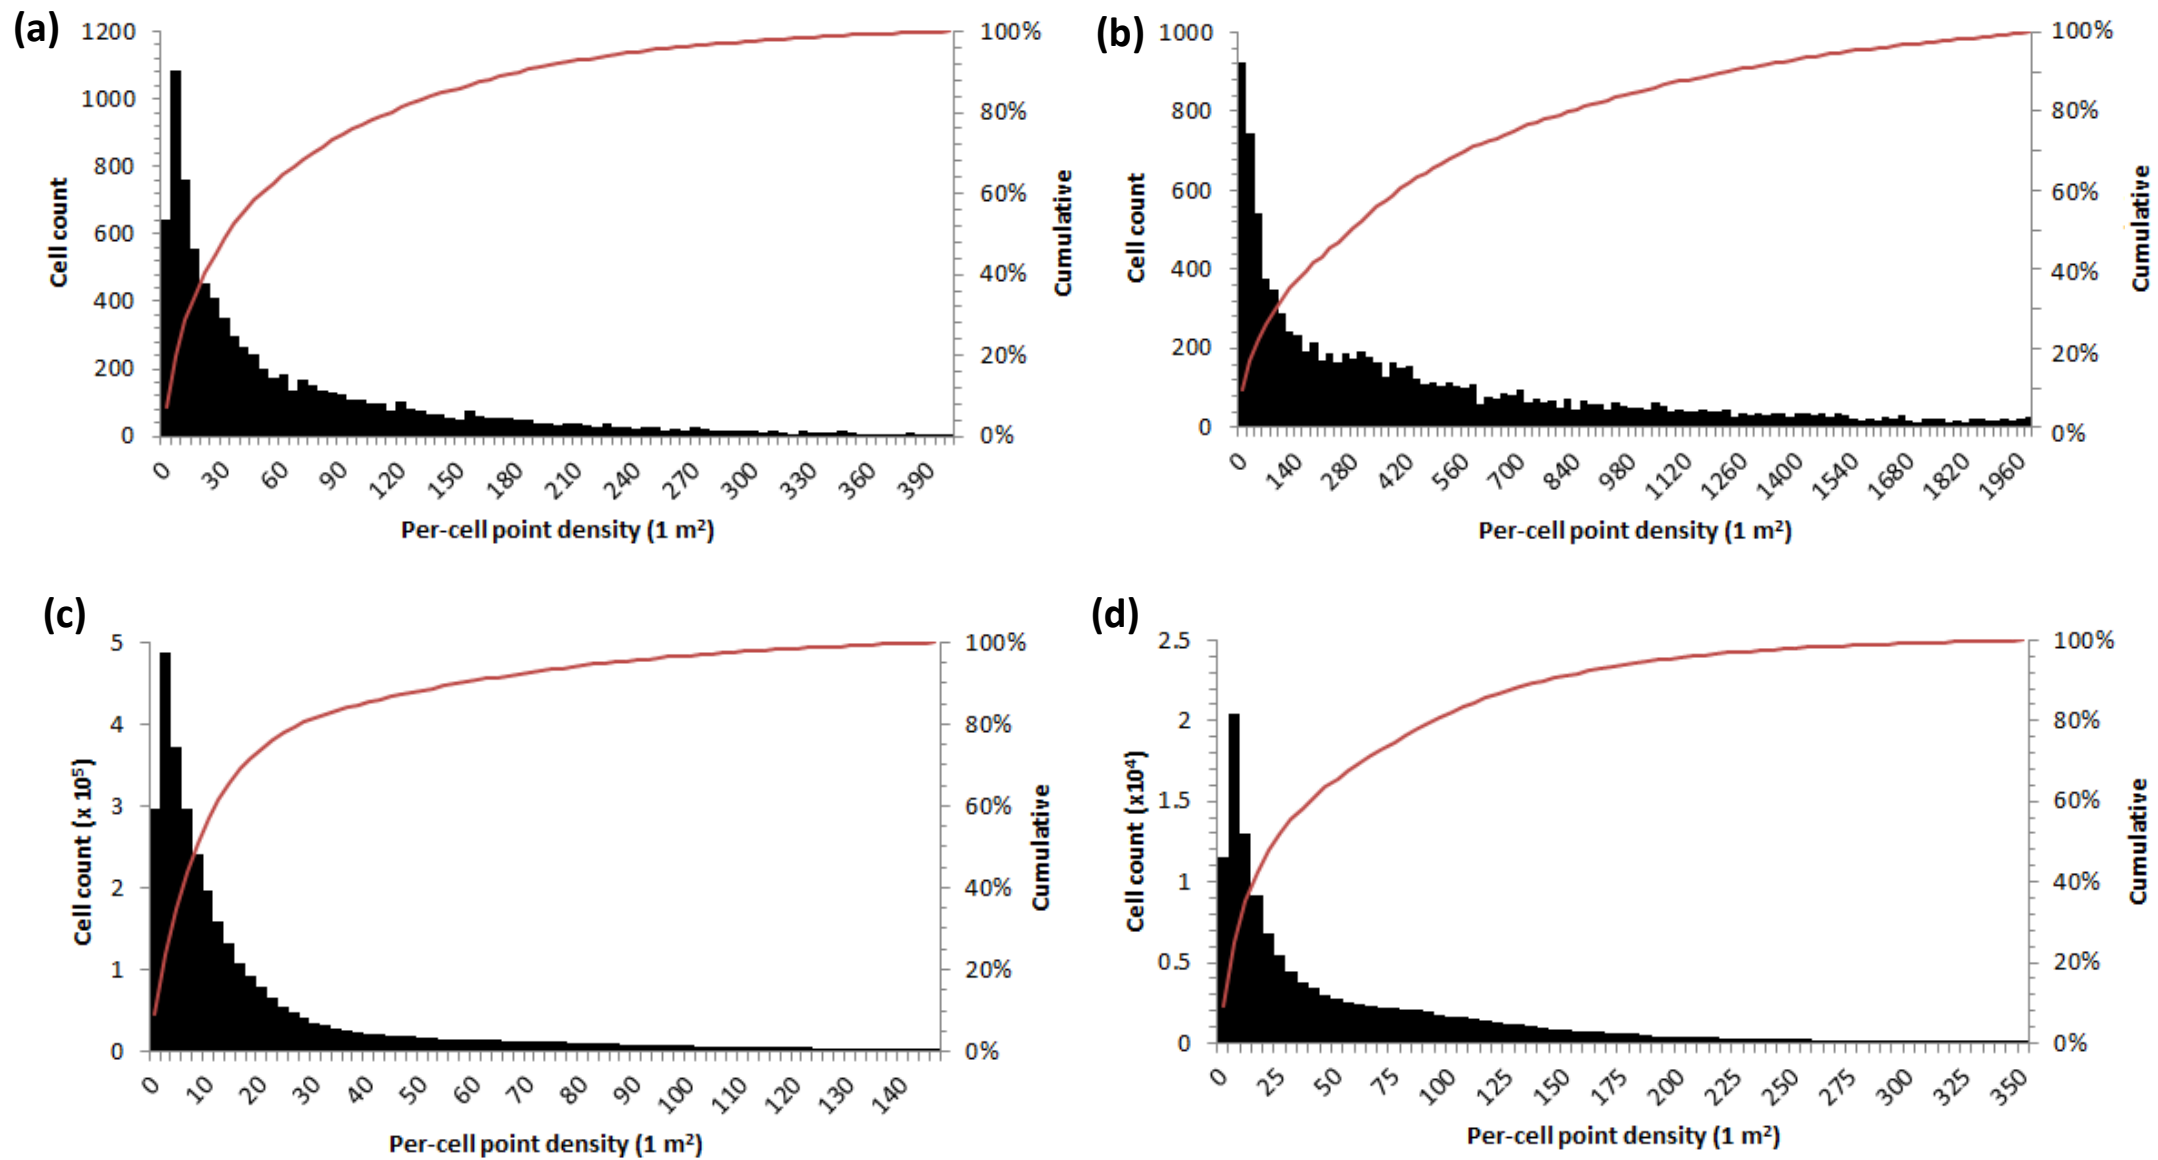 (a)
1200
1000
800
600
400
200
0
Cell count
100%
80%
60%
40%
20%
0%
Cumulative
0 30 60 90 120 150 180 210 240 270 300 330 360 390
Per-cell point density (1 m²)
(b)
1000
800
600
400
200
0
Cell count
100%
80%
60%
40%
20%
0%
Cumulative
0 140 280 420 560 700 840 980 1120 1260 1400 1540 1680 1820 1960
Per-cell point density (1 m²)
(c)
5
4
3
2
1
0
Cell count (x 10⁵)
100%
80%
60%
40%
20%
0%
Cumulative
0 10 20 30 40 50 60 70 80 90 100 110 120 130 140
Per-cell point density (1 m²)
(d)
2.5
2
1.5
1
0.5
0
Cell count (x10⁴)
100%
80%
60%
40%
20%
0%
Cumulative
0 25 50 75 100 125 150 175 200 225 250 275 300 325 350
Per-cell point density (1 m²)